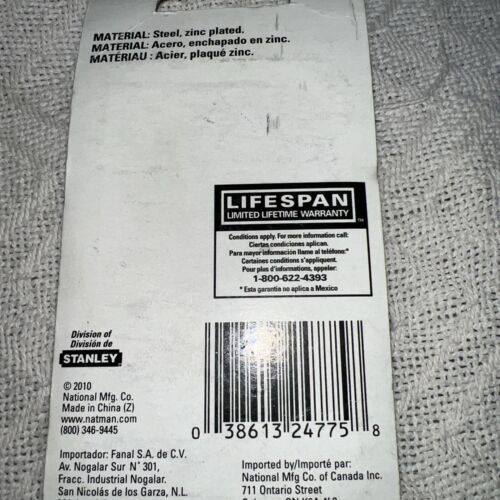 MATERIAL: Steel, zinc plated.
MATERIAL: Acero, enchapado en zinc.
MATÉRIAU : Acier, plaqué zinc.
LIFESPAN
LIMITED LIFETIME WARRANTY
TM
Conditions apply. For more information call:
Ciertas condiciones aplican.
Para mayor información llame al teléfono:*
Certaines conditions s'appliquent.
Pour plus d'informations, appeler:
1-800-622-4393
* Esta garantía no aplica a Mexico
Division of
División de
STANLEY
© 2010
National Mfg. Co.
Made in China (Z)
www.natman.com
(800) 346-9445
0 38613 24775 8
Importador: Fanal S.A. de C.V.
Av. Nogalar Sur N° 301,
Fracc. Industrial Nogalar.
San Nicolás de los Garza, N.L.
Imported by/Importé par:
National Mfg Co. of Canada Inc.
711 Ontario Street